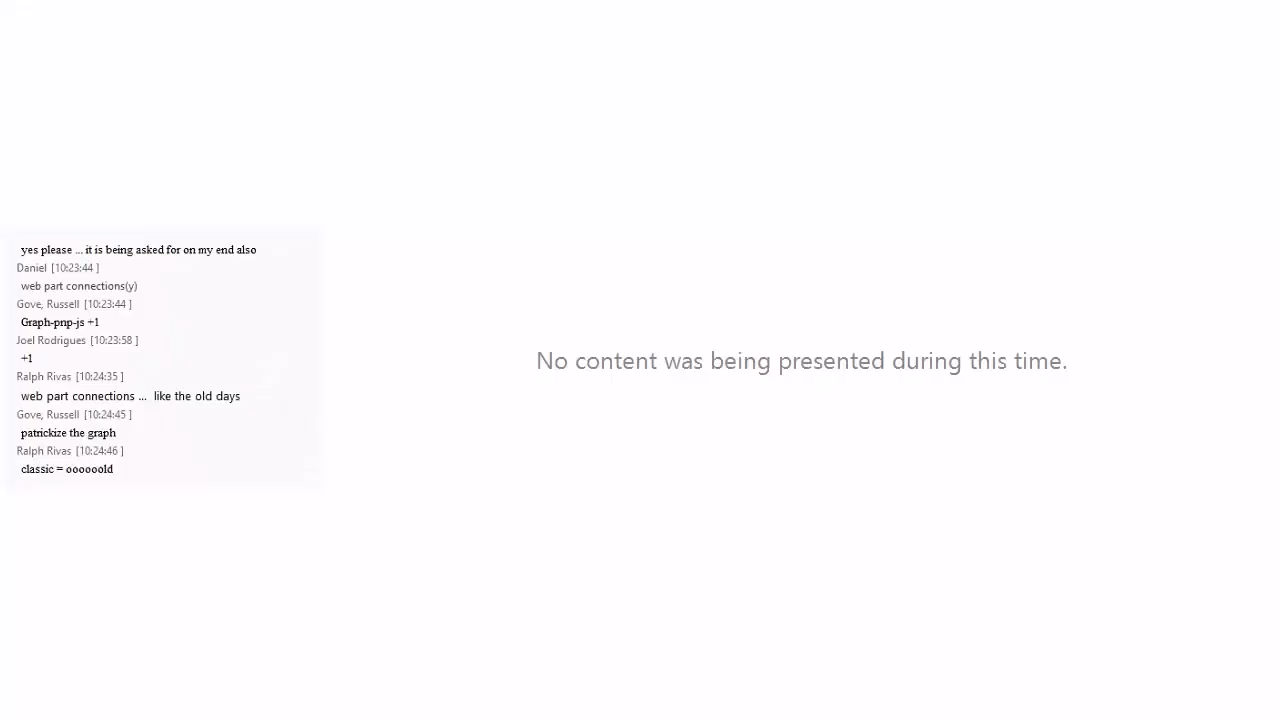 yes please ... it is being asked for on my end also
Daniel [10:23:44 ]
web part connections(y)
Gove, Russell [10:23:44 ]
Graph-pnp-js +1
Joel Rodrigues [10:23:58 ]
+1
Ralph Rivas [10:24:35 ]
web part connections ... like the old days
Gove, Russell [10:24:45 ]
patrickize the graph
Ralph Rivas [10:24:46 ]
classic = oooooold
No content was being presented during this time.